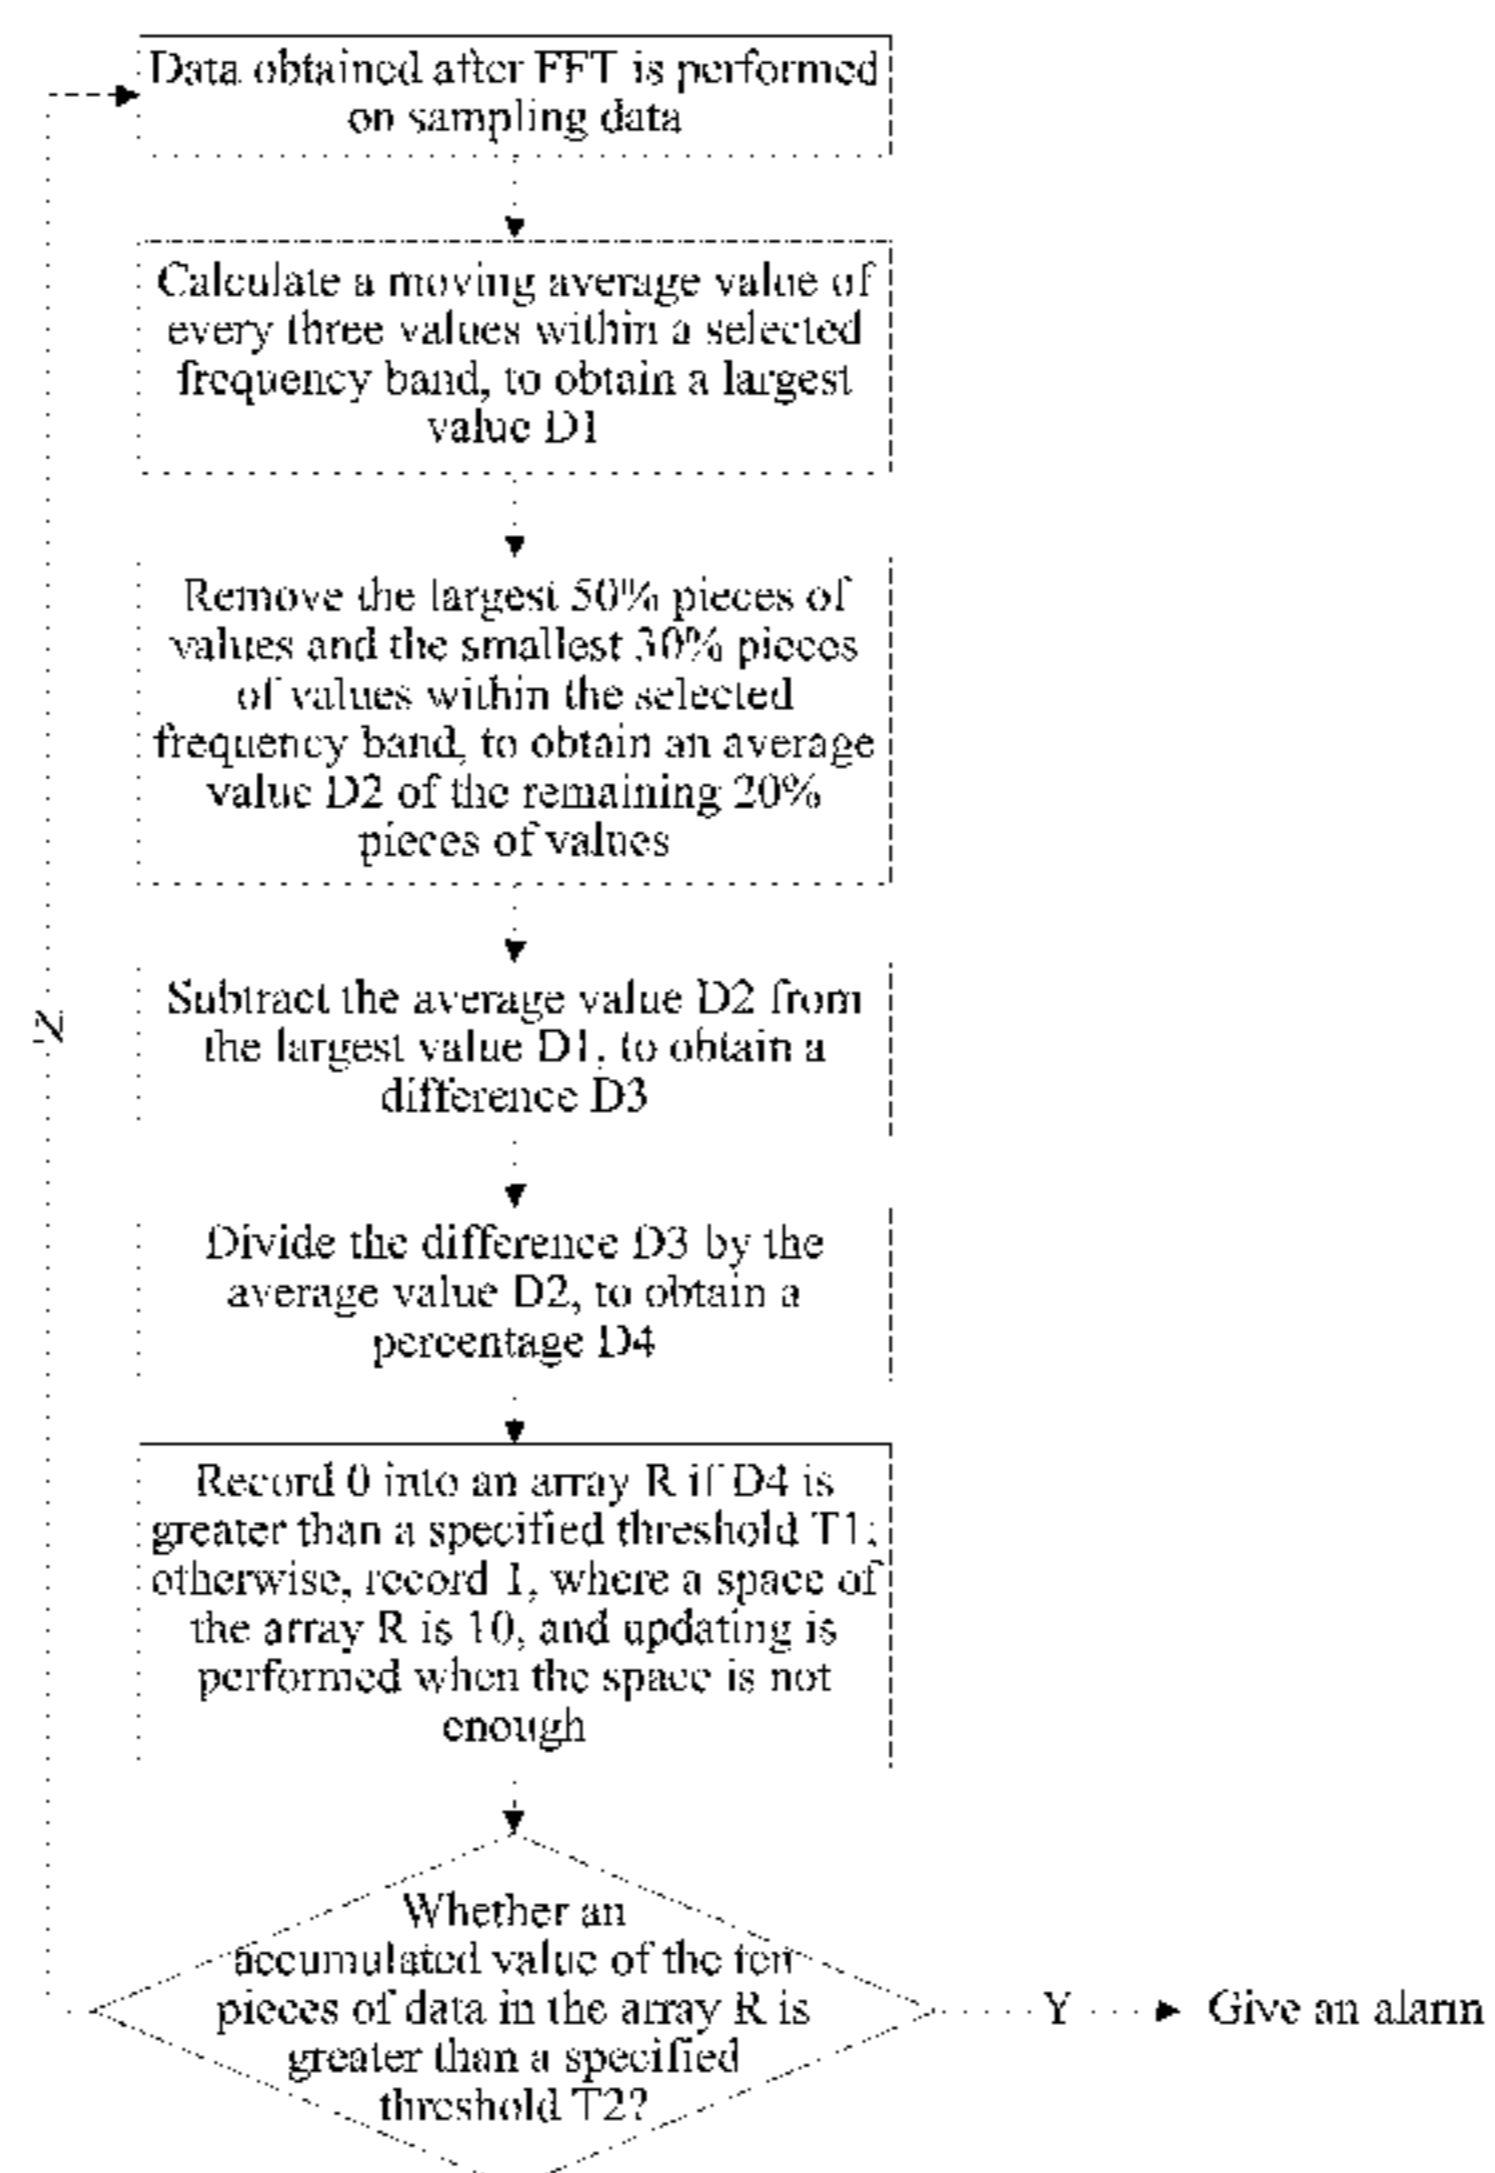 Data obtained after FFT is performed
on sampling data
Calculate a moving average value of
every three values within a selected
frequency band, to obtain a largest
value D1
Remove the largest 50% pieces of
values and the smallest 30% pieces
of values within the selected
frequency band, to obtain an average
value D2 of the remaining 20%
pieces of values
Subtract the average value D2 from
the largest value D1, to obtain a
difference D3
N
Divide the difference D3 by the
average value D2, to obtain a
percentage D4
Record 0 into an array R if D4 is
greater than a specified threshold T1;
otherwise, record 1, where a space of
the array R is 10, and updating is
performed when the space is not
enough
Whether an
accumulated value of the ten
pieces of data in the array R is
greater than a specified
threshold T2?
Y
Give an alarm